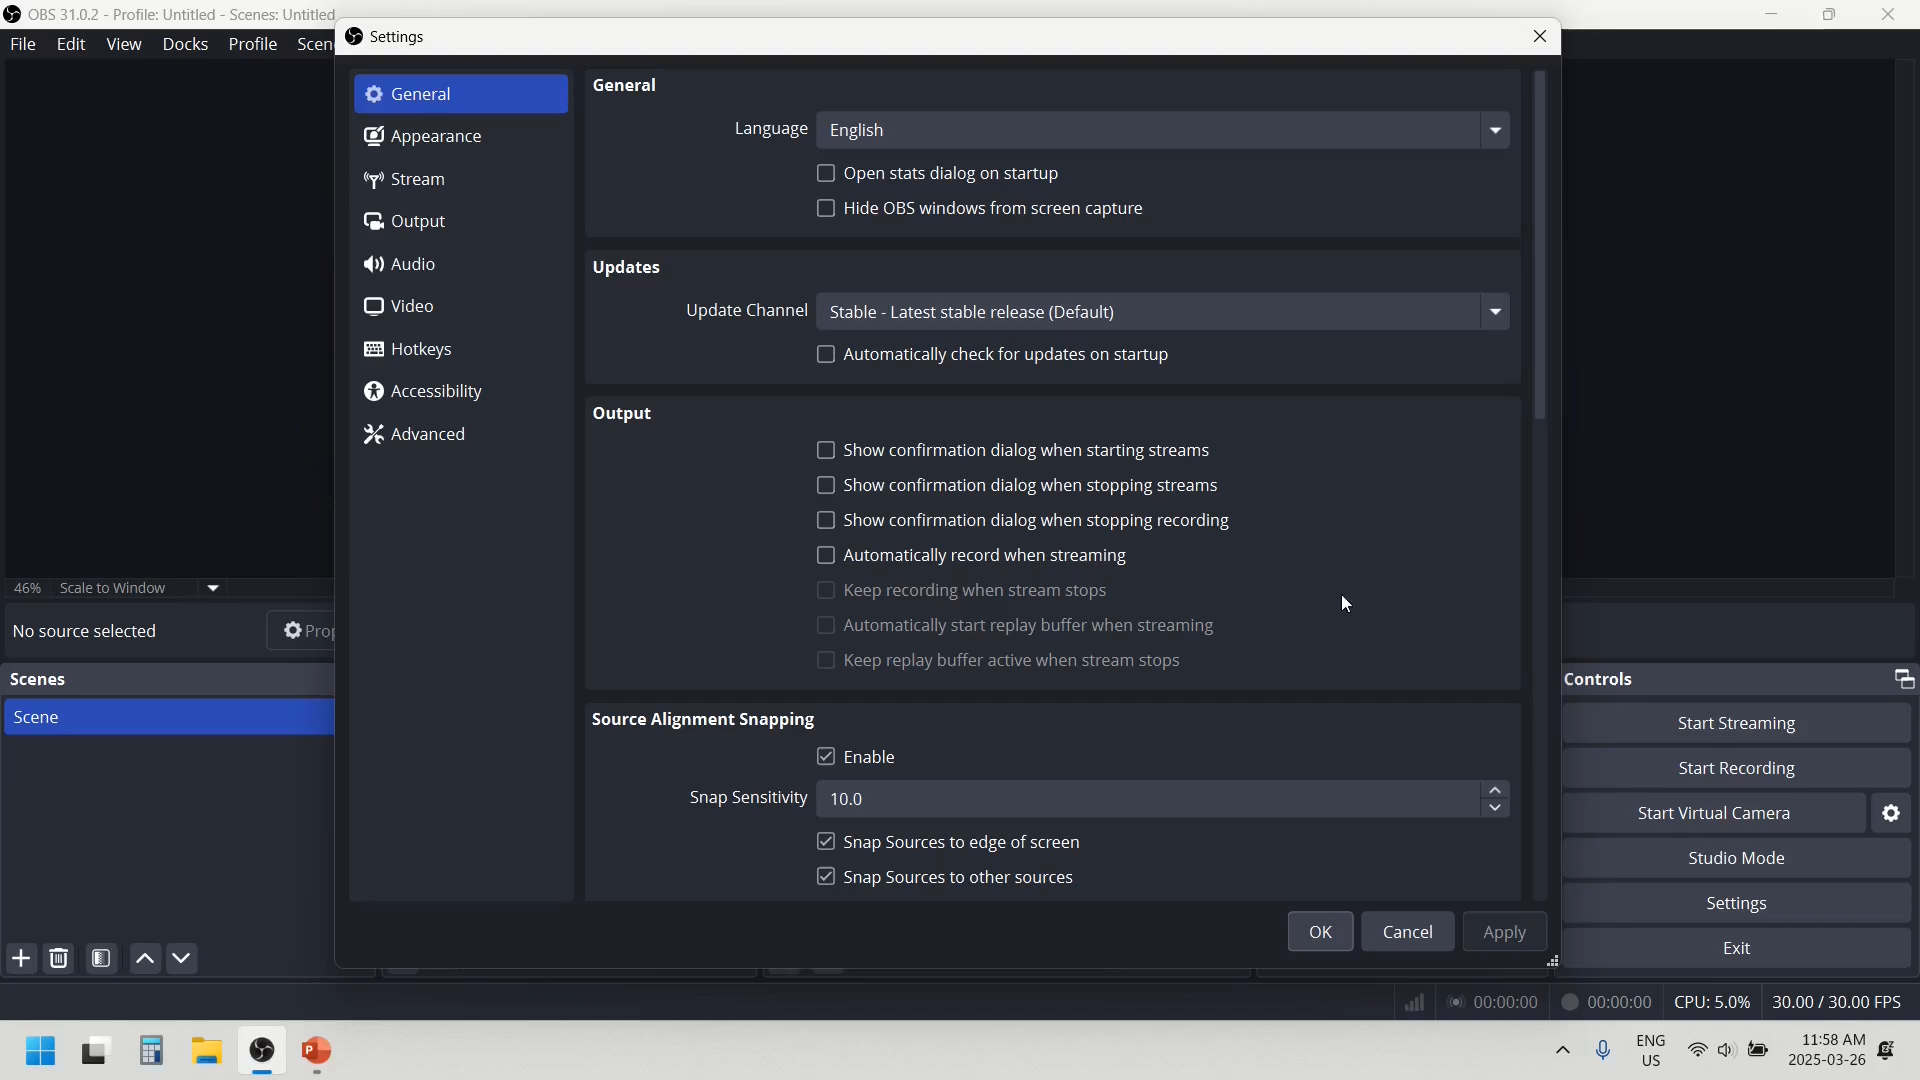 OBS 31.0.2 - Profile: Untitled - Scenes: Untitled
File Edit View Docks Profile Scen
Settings
General
Appearance
Stream
Output
Audio
Video
Hotkeys
Accessibility
Advanced
General
Language English
Open stats dialog on startup
Hide OBS windows from screen capture
Updates
Update Channel Stable - Latest stable release (Default)
Automatically check for updates on startup
Output
Show confirmation dialog when starting streams
Show confirmation dialog when stopping streams
Show confirmation dialog when stopping recording
Automatically record when streaming
Keep recording when stream stops
Automatically start replay buffer when streaming
Keep replay buffer active when stream stops
Source Alignment Snapping
Enable
Snap Sensitivity 10.0
Snap Sources to edge of screen
Snap Sources to other sources
OK Cancel Apply
46% Scale to Window
No source selected Prop
Scenes
Scene
Controls
Start Streaming
Start Recording
Start Virtual Camera
Studio Mode
Settings
Exit
00:00:00 00:00:00 CPU: 5.0% 30.00 / 30.00 FPS
P
ENG
US
11:58 AM
2025-03-26